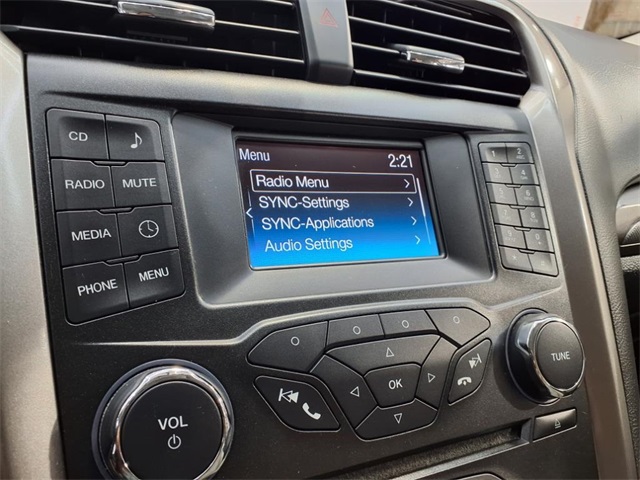 CD
RADIO
MUTE
MEDIA
PHONE
MENU
Menu 2:21
Radio Menu
SYNC-Settings
SYNC-Applications
Audio Settings
OK
VOL
TUNE